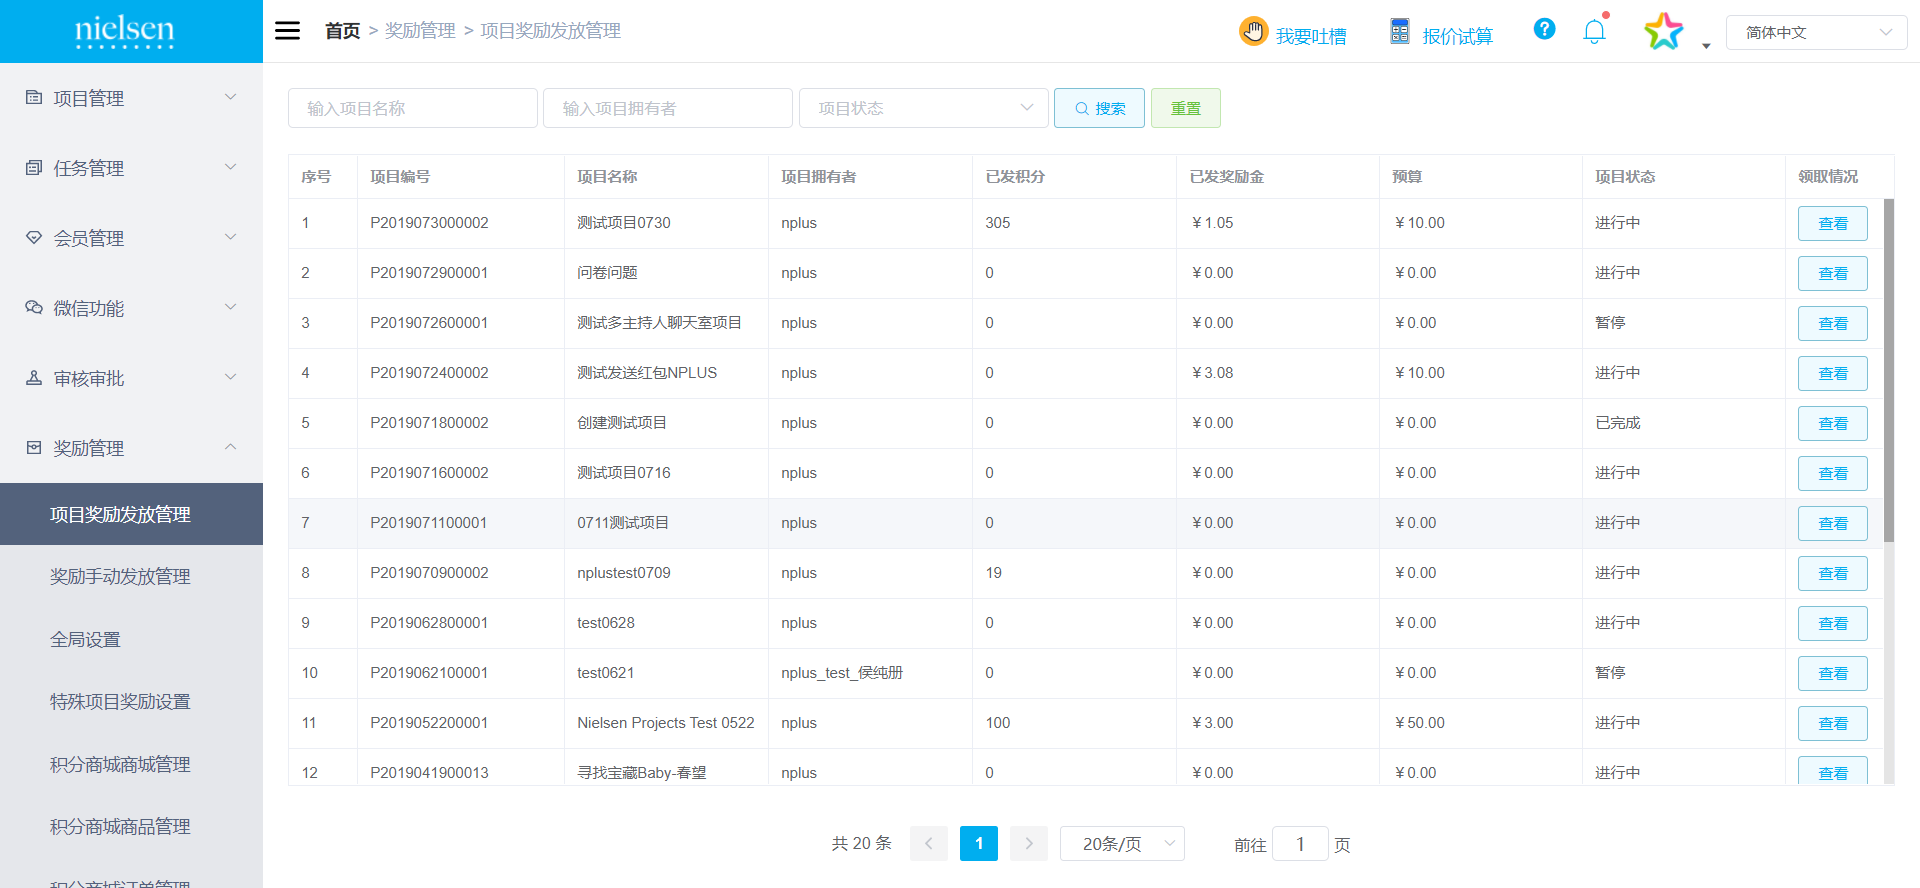 nielsen
首页 > 奖励管理 > 项目奖励发放管理
我要吐槽
报价试算
?
简体中文
项目管理
任务管理
会员管理
微信功能
审核审批
奖励管理
项目奖励发放管理
奖励手动发放管理
全局设置
特殊项目奖励设置
积分商城商城管理
积分商城商品管理
积分商城订单管理
输入项目名称 输入项目拥有者 项目状态 搜索 重置
序号 项目编号 项目名称 项目拥有者 已发积分 已发奖励金 预算 项目状态 领取情况
1 P2019073000002 测试项目0730 nplus 305 ¥1.05 ¥10.00 进行中 查看
2 P2019072900001 问卷问题 nplus 0 ¥0.00 ¥0.00 进行中 查看
3 P2019072600001 测试多主持人聊天室项目 nplus 0 ¥0.00 ¥0.00 暂停 查看
4 P2019072400002 测试发送红包NPLUS nplus 0 ¥3.08 ¥10.00 进行中 查看
5 P2019071800002 创建测试项目 nplus 0 ¥0.00 ¥0.00 已完成 查看
6 P2019071600002 测试项目0716 nplus 0 ¥0.00 ¥0.00 进行中 查看
7 P2019071100001 0711测试项目 nplus 0 ¥0.00 ¥0.00 进行中 查看
8 P2019070900002 nplustest0709 nplus 19 ¥0.00 ¥0.00 进行中 查看
9 P2019062800001 test0628 nplus 0 ¥0.00 ¥0.00 进行中 查看
10 P2019062100001 test0621 nplus_test_侯纯册 0 ¥0.00 ¥0.00 暂停 查看
11 P2019052200001 Nielsen Projects Test 0522 nplus 100 ¥3.00 ¥50.00 进行中 查看
12 P2019041900013 寻找宝藏Baby-春望 nplus 0 ¥0.00 ¥0.00 进行中 查看
共 20 条 1 20条/页 前往 1 页